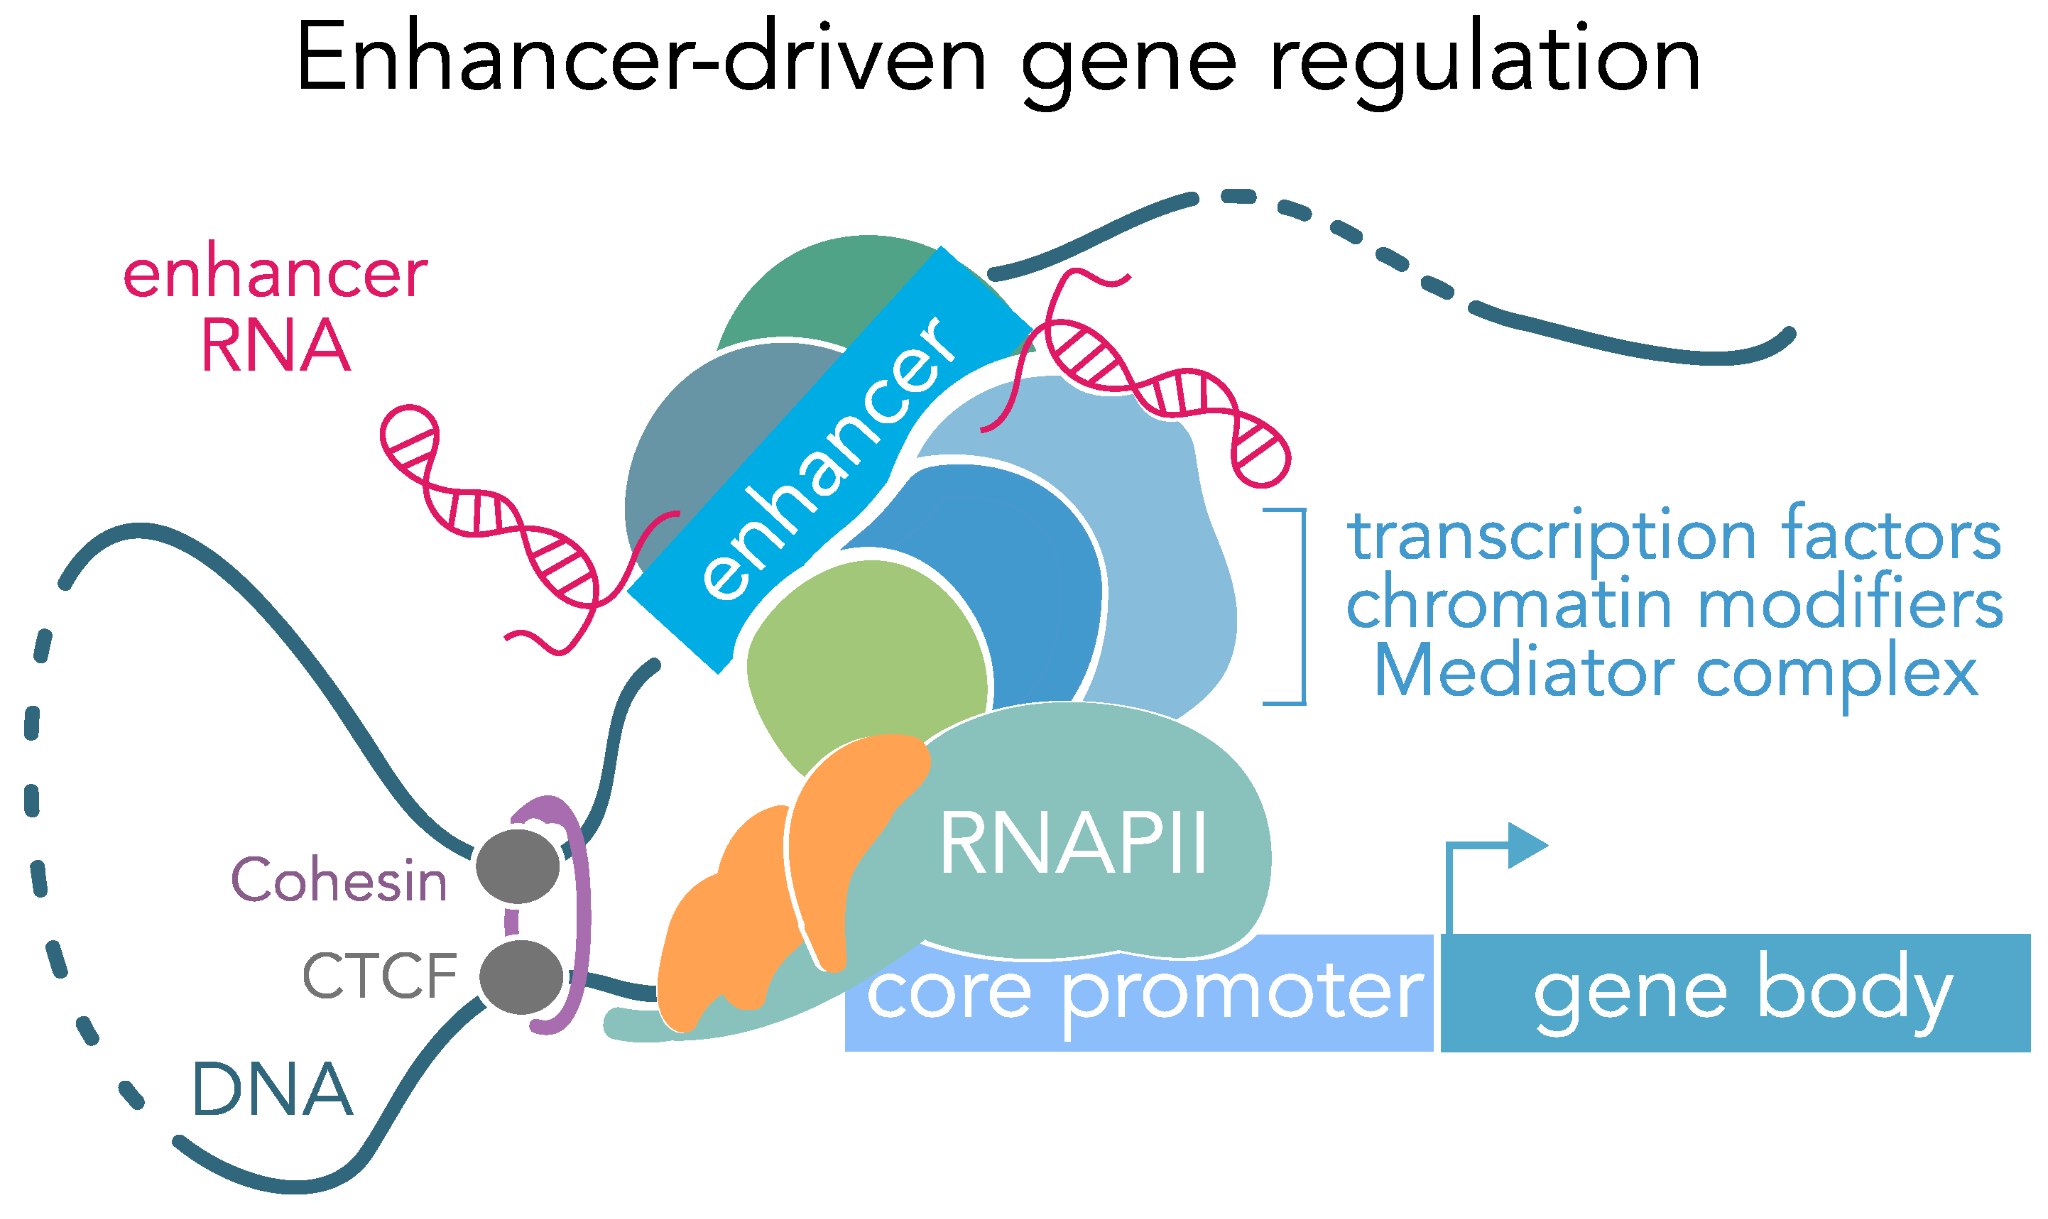 Enhancer-driven gene regulation
enhancer
RNA
enhancer
transcription factors
chromatin modifiers
Mediator complex
RNAPII
Cohesin
CTCF
core promoter
gene body
DNA